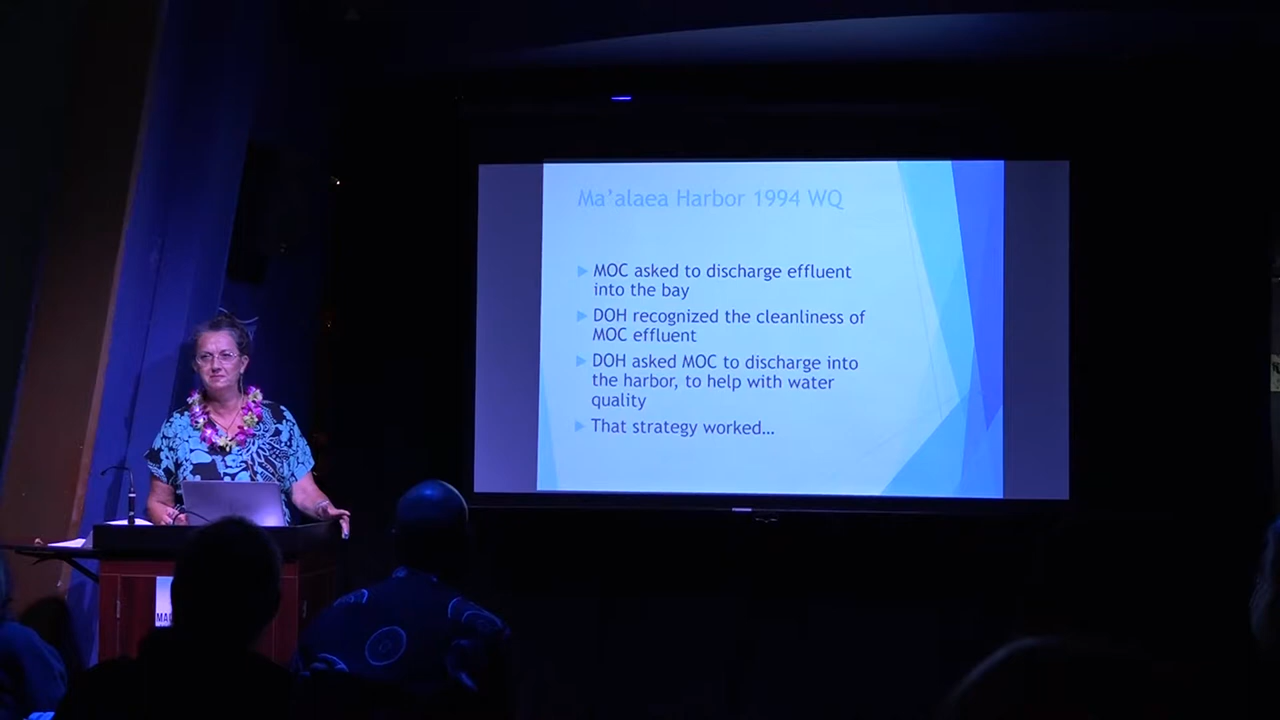 Ma'alaea Harbor 1994 WQ
MOC asked to discharge effluent
into the bay
DOH recognized the cleanliness of
MOC effluent
DOH asked MOC to discharge into
the harbor, to help with water
quality
That strategy worked…